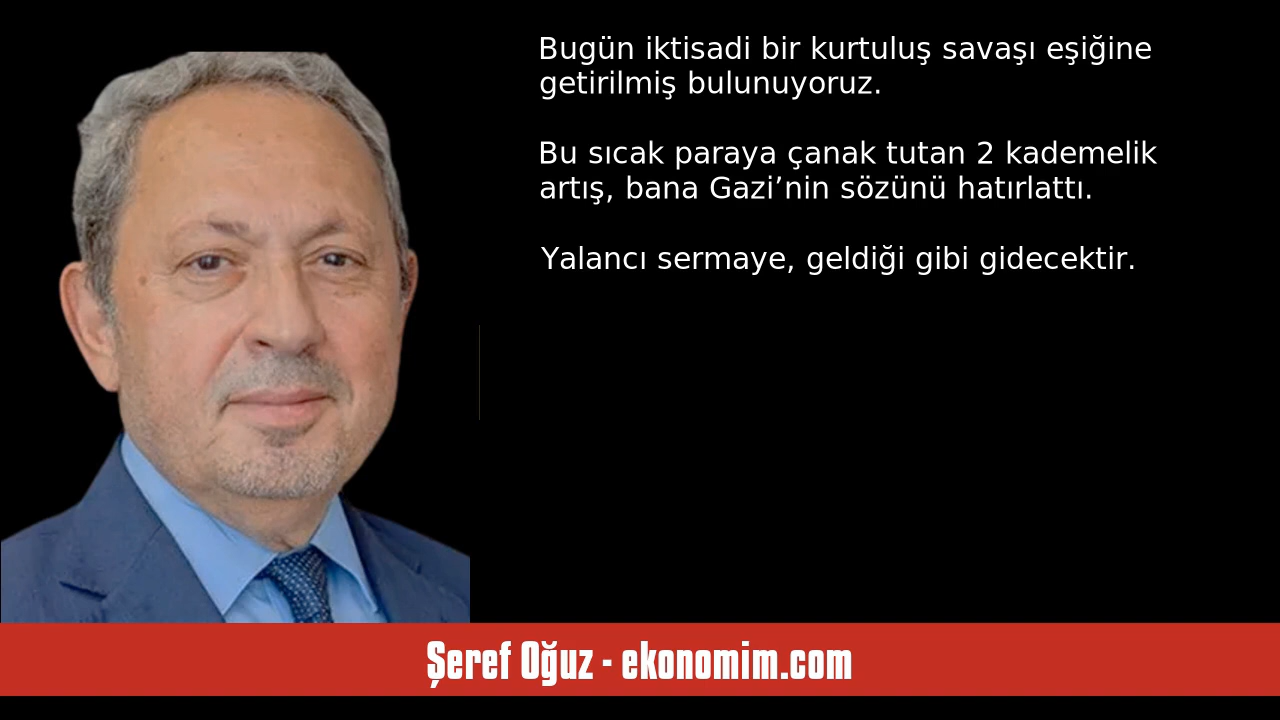 Bugün iktisadi bir kurtuluş savaşı eşiğine
getirilmiş bulunuyoruz.
Bu sıcak paraya çanak tutan 2 kademelik
artış, bana Gazi’nin sözünü hatırlattı.
Yalancı sermaye, geldiği gibi gidecektir.
Şeref Oğuz - ekonomim.com